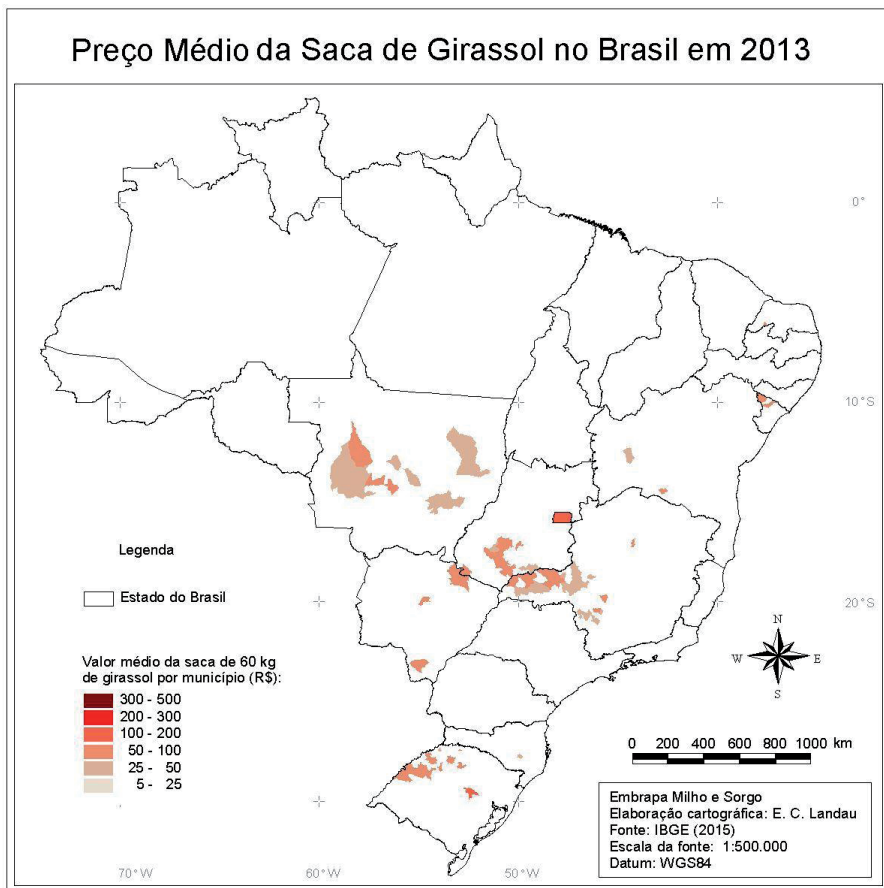 Preço Médio da Saca de Girassol no Brasil em 2013
0°
10°S
20°S
Legenda
Estado do Brasil
Valor médio da saca de 60 kg
de girassol por município (R$):
300 - 500
200 - 300
100 - 200
50 - 100
25 - 50
5 - 25
N
W E
S
0 200 400 600 800 1000 km
Embrapa Milho e Sorgo
Elaboração cartográfica: E. C. Landau
Fonte: IBGE (2015)
Escala da fonte: 1:500.000
Datum: WGS84
70°W 60°W 50°W